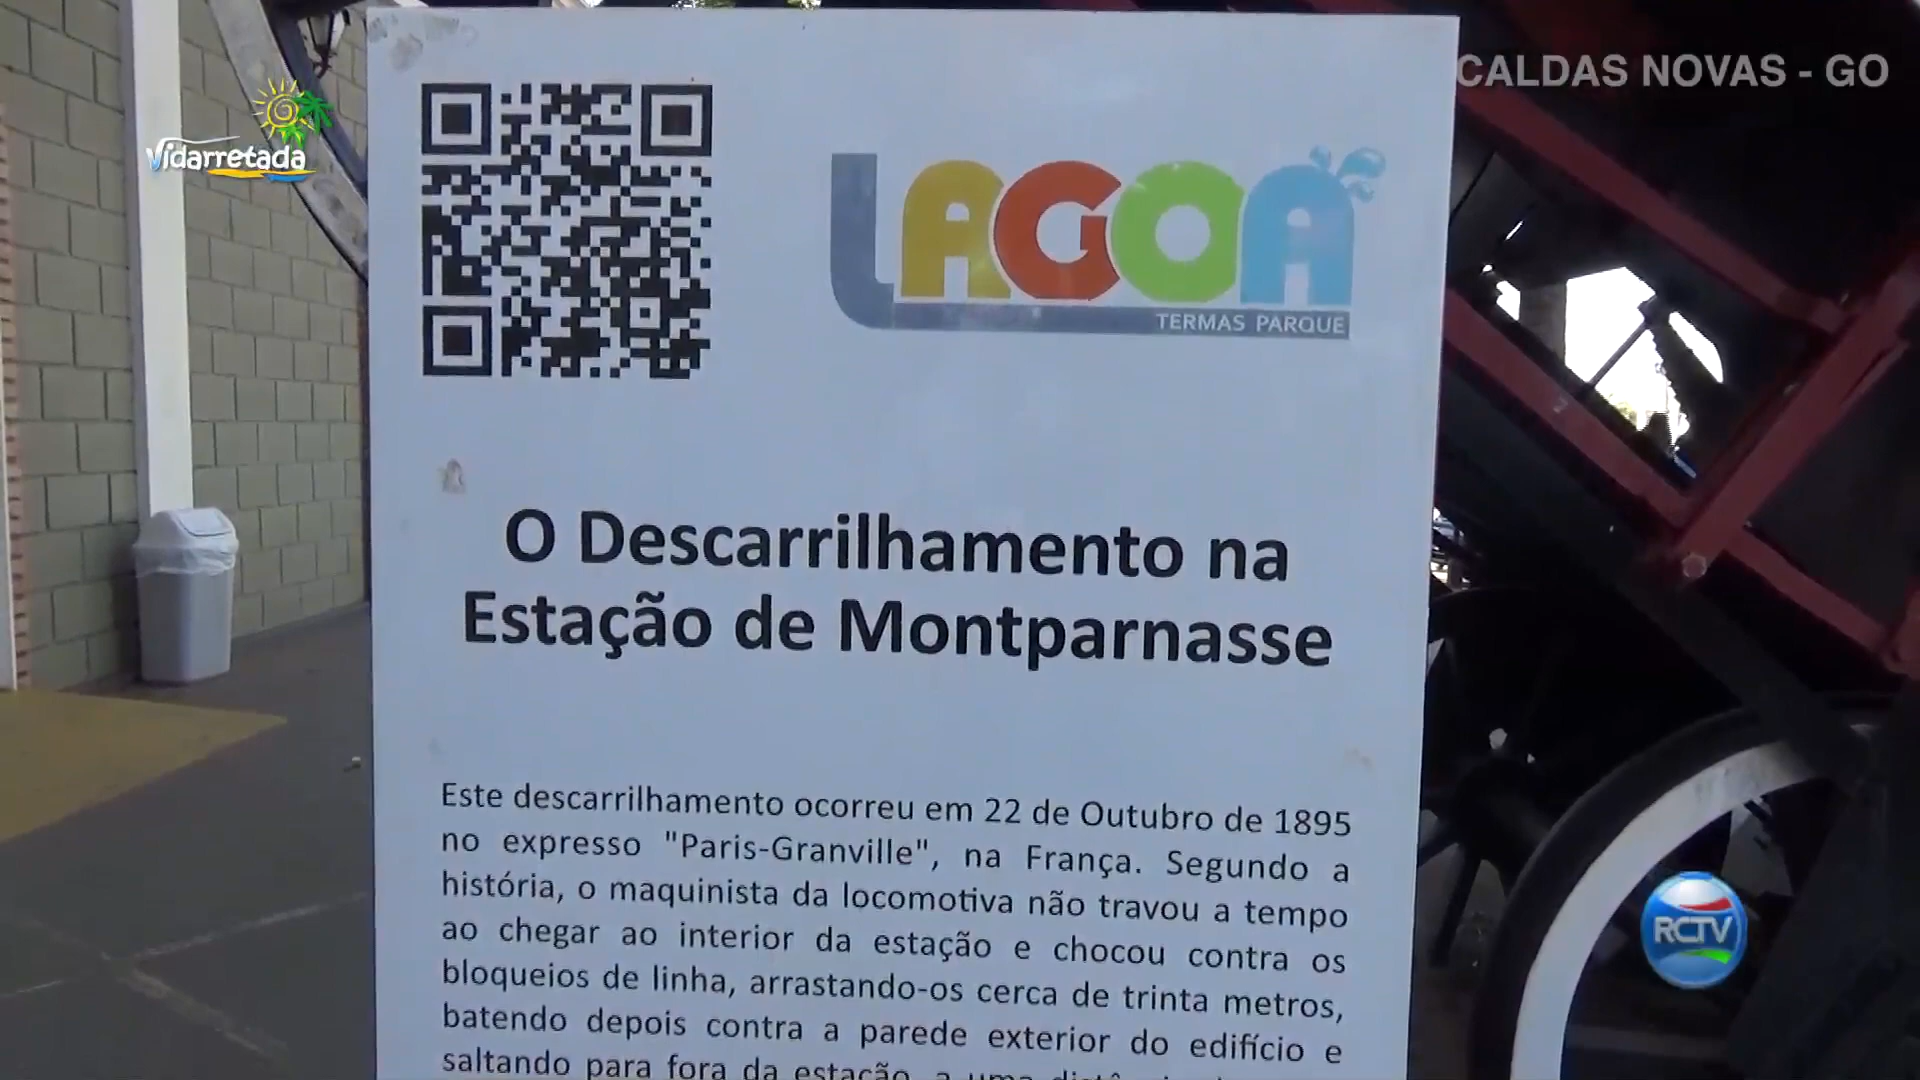 CALDAS NOVAS - GO
Vidarretada
LAGOA
TERMAS PARQUE
O Descarrilhamento na
Estação de Montparnasse
Este descarrilhamento ocorreu em 22 de Outubro de 1895
no expresso "Paris-Granville", na França. Segundo a
história, o maquinista da locomotiva não travou a tempo
ao chegar ao interior da estação e chocou contra os
bloqueios de linha, arrastando-os cerca de trinta metros,
batendo depois contra a parede exterior do edifício e
saltando para fora da estação, a uma
RCTV